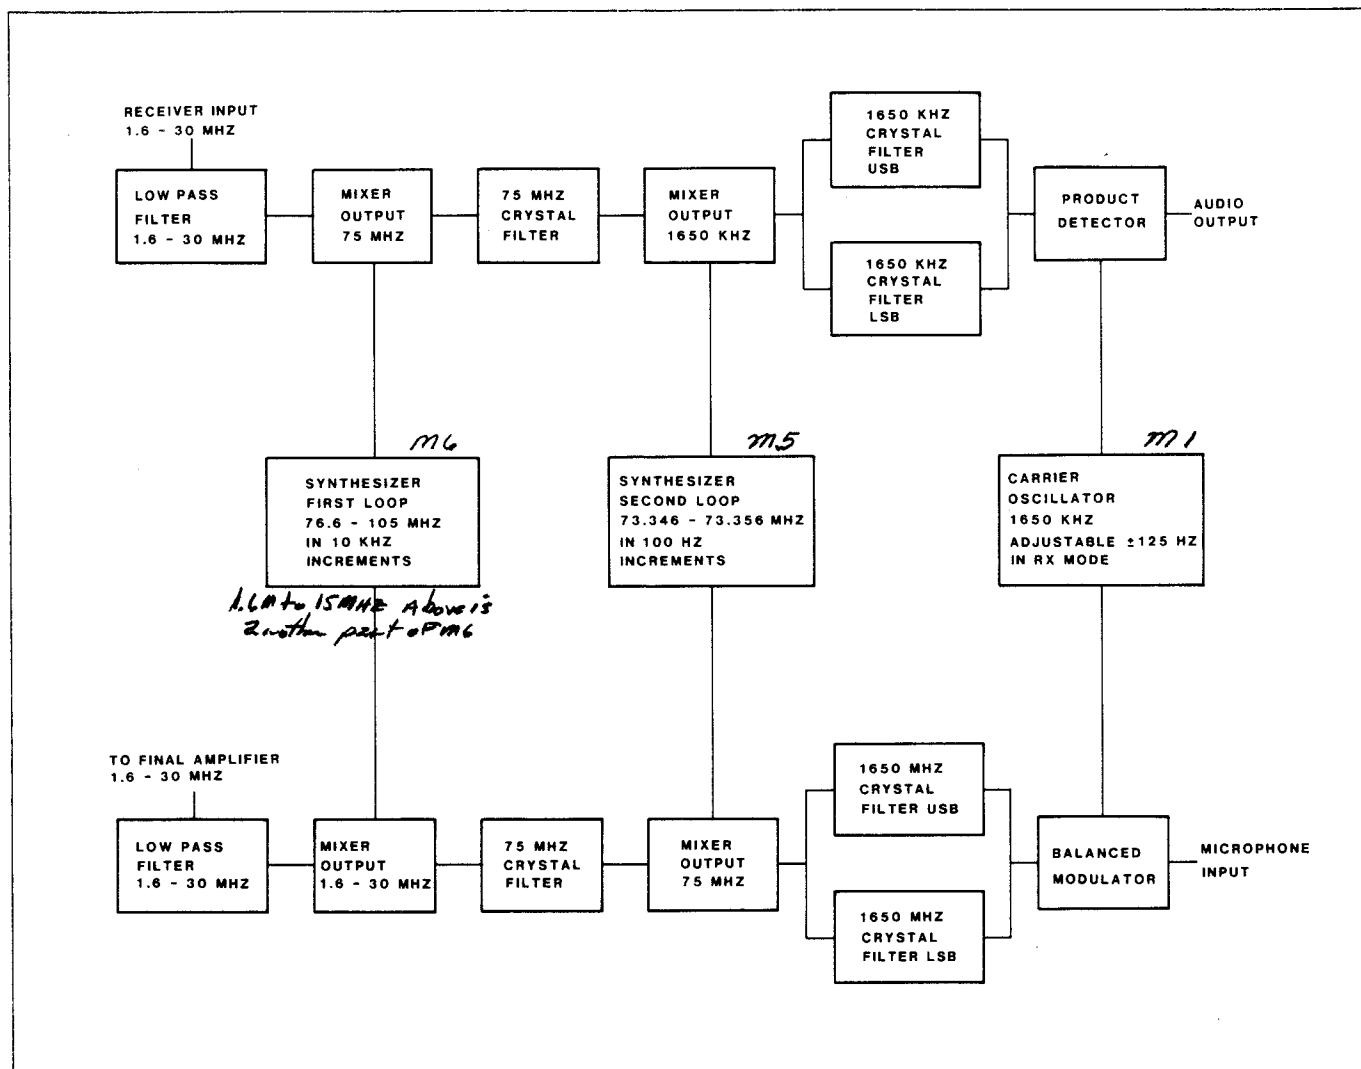 RECEIVER INPUT
1.6 - 30 MHZ
LOW PASS
FILTER
1.6 - 30 MHZ
MIXER
OUTPUT
75 MHZ
75 MHZ
CRYSTAL
FILTER
MIXER
OUTPUT
1650 KHZ
1650 KHZ
CRYSTAL
FILTER
USB
1650 KHZ
CRYSTAL
FILTER
LSB
PRODUCT
DETECTOR
AUDIO
OUTPUT
M6
SYNTHESIZER
FIRST LOOP
76.6 - 105 MHZ
IN 10 KHZ
INCREMENTS
1.6M to 15MHZ Above is
another part of M6
M5
SYNTHESIZER
SECOND LOOP
73.346 - 73.356 MHZ
IN 100 HZ
INCREMENTS
M1
CARRIER
OSCILLATOR
1650 KHZ
ADJUSTABLE ±125 HZ
IN RX MODE
TO FINAL AMPLIFIER
1.6 - 30 MHZ
LOW PASS
FILTER
1.6 - 30 MHZ
MIXER
OUTPUT
1.6 - 30 MHZ
75 MHZ
CRYSTAL
FILTER
MIXER
OUTPUT
75 MHZ
1650 MHZ
CRYSTAL
FILTER USB
1650 MHZ
CRYSTAL
FILTER LSB
BALANCED
MODULATOR
MICROPHONE
INPUT